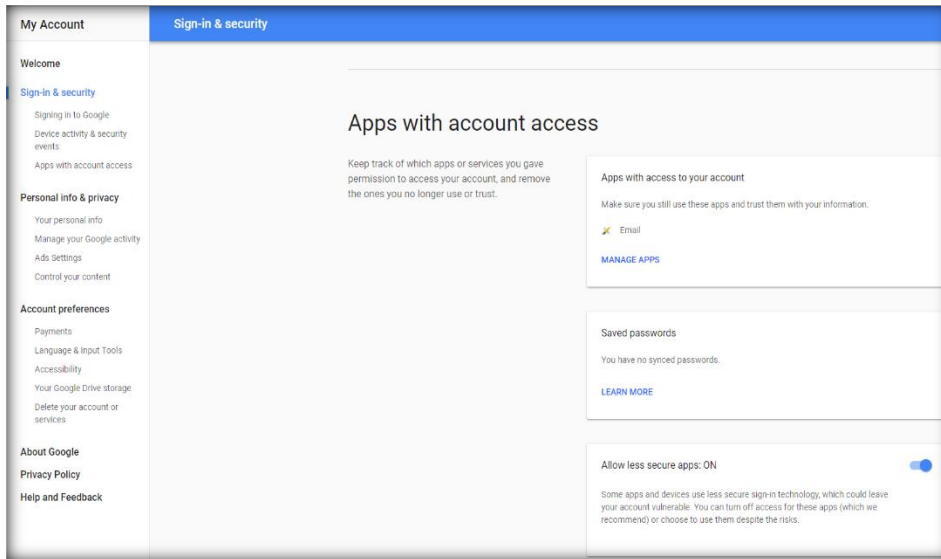 My Account
Sign-in & security
Welcome
Sign-in & security
Signing in to Google
Device activity & security
events
Apps with account access
Personal info & privacy
Your personal info
Manage your Google activity
Ads Settings
Control your content
Account preferences
Payments
Language & Input Tools
Accessibility
Your Google Drive storage
Delete your account or
services
About Google
Privacy Policy
Help and Feedback
Apps with account access
Keep track of which apps or services you gave
permission to access your account, and remove
the ones you no longer use or trust.
Apps with access to your account
Make sure you still use these apps and trust them with your information.
Email
MANAGE APPS
Saved passwords
You have no synced passwords.
LEARN MORE
Allow less secure apps: ON
Some apps and devices use less secure sign-in technology, which could leave
your account vulnerable. You can turn off access for these apps (which we
recommend) or choose to use them despite the risks.